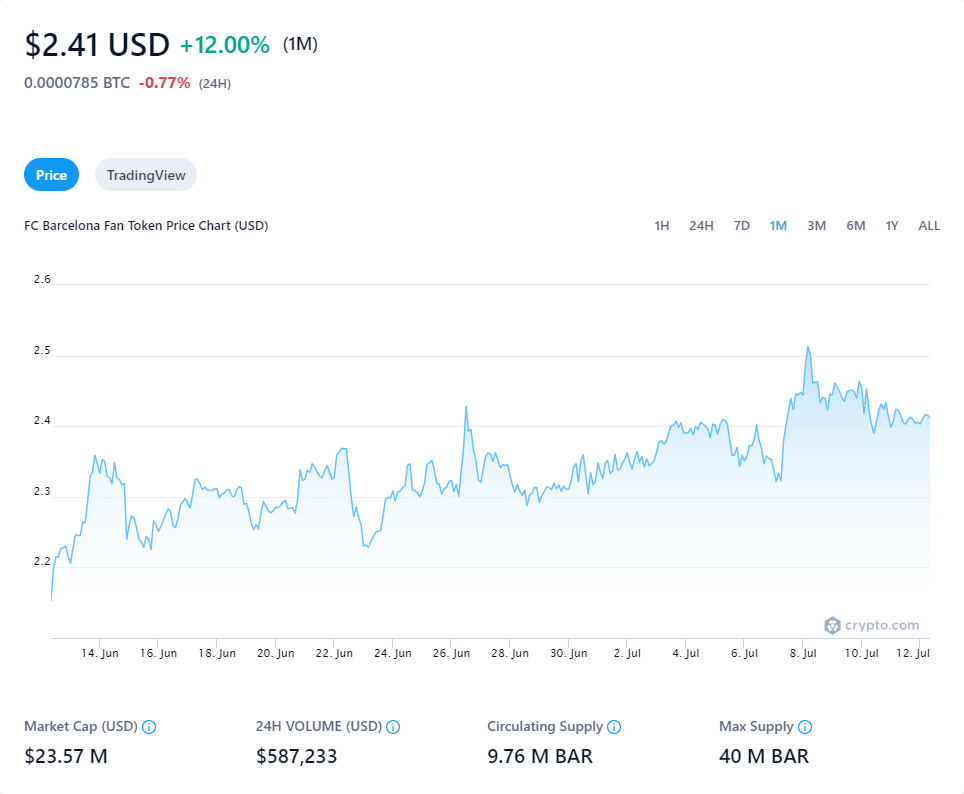 $2.41 USD +12.00% (1M)
0.0000785 BTC -0.77% (24H)
Price TradingView
FC Barcelona Fan Token Price Chart (USD) 1H 24H 7D 1M 3M 6M 1Y ALL
2.6
2.5
2.4
2.3
2.2
crypto.com
14. Jun 16. Jun 18. Jun 20. Jun 22. Jun 24. Jun 26. Jun 28. Jun 30. Jun 2. Jul 4. Jul 6. Jul 8. Jul 10. Jul 12. Jul
Market Cap (USD) 24H VOLUME (USD) Circulating Supply Max Supply
$23.57 M $587,233 9.76 M BAR 40 M BAR